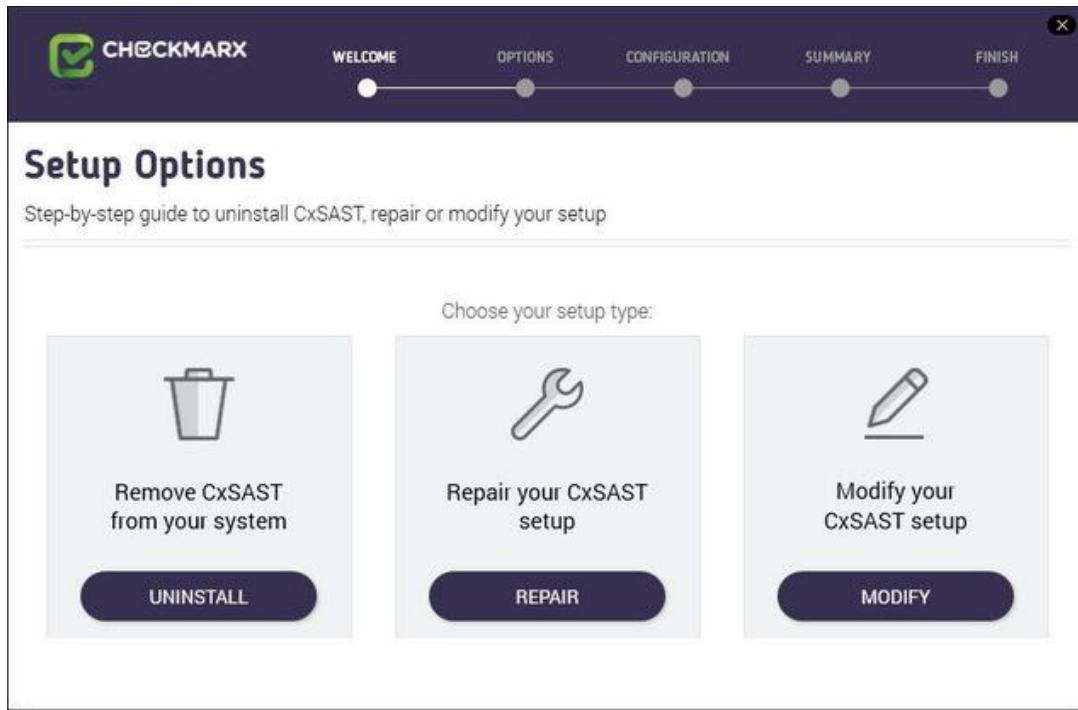 CHECKMARX
WELCOME
OPTIONS
CONFIGURATION
SUMMARY
FINISH
Setup Options
Step-by-step guide to uninstall CxSAST, repair or modify your setup
Choose your setup type:
Remove CxSAST
from your system
UNINSTALL
Repair your CxSAST
setup
REPAIR
Modify your
CxSAST setup
MODIFY